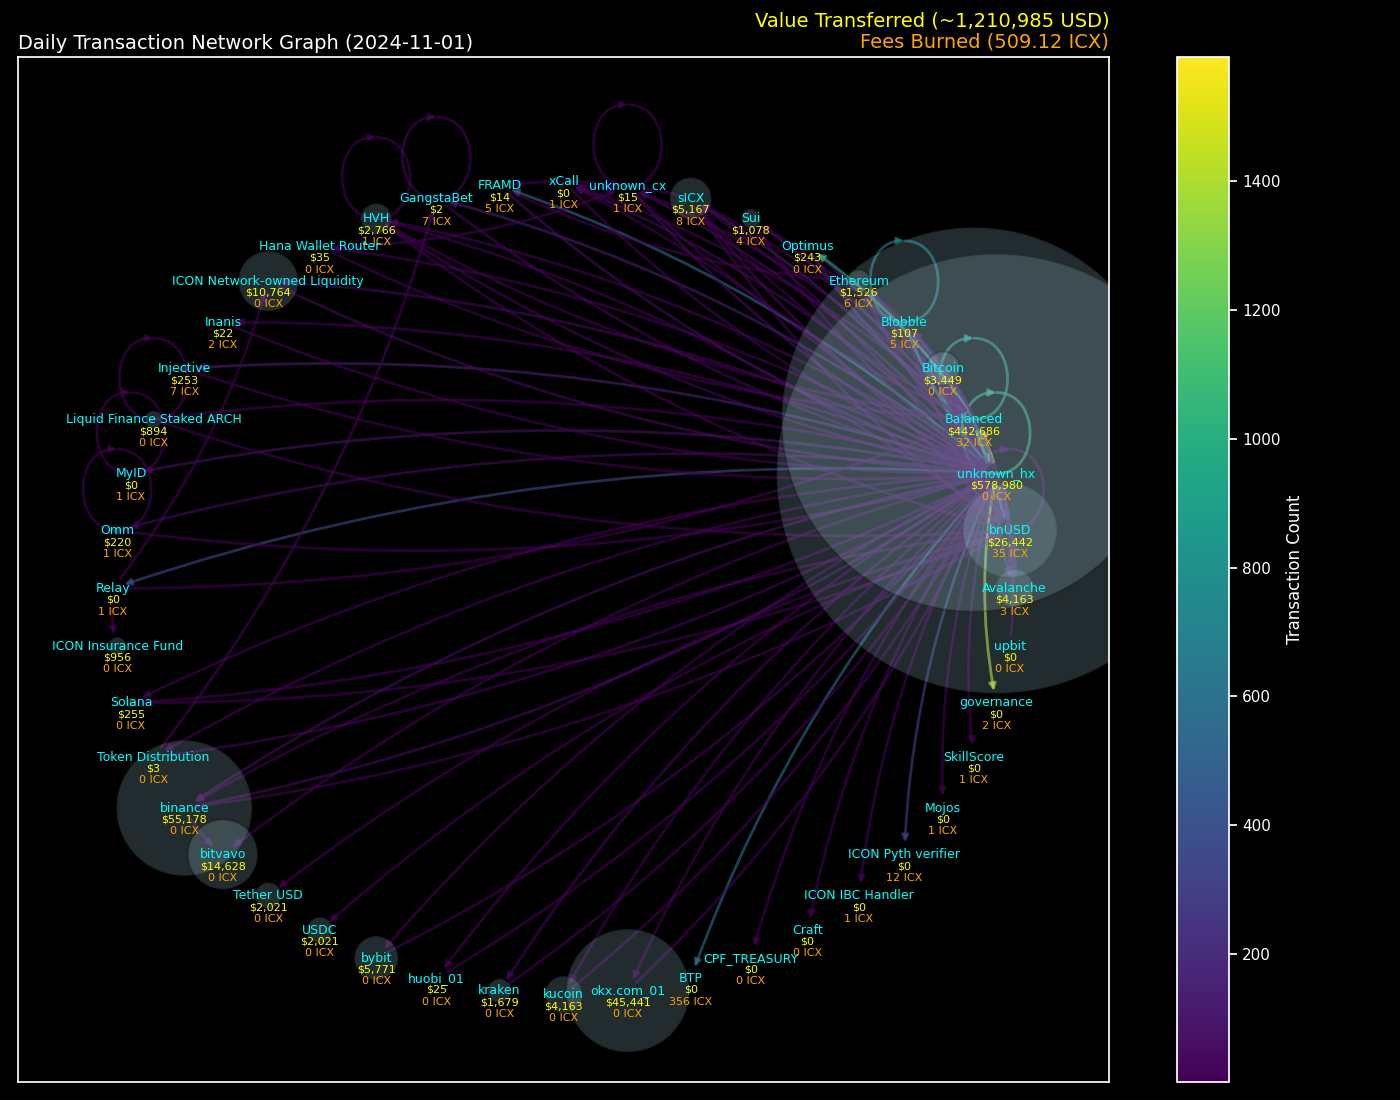 Value Transferred (~1,210,985 USD)
Daily Transaction Network Graph (2024-11-01)
Fees Burned (509.12 ICX)
xCall
$0
1 ICX
FRAMD
$14
5 ICX
unknown_cx
$15
1 ICX
GangstaBet
$2
7 ICX
sICX
$5,167
8 ICX
HVH
$2,766
1 ICX
Sui
$1,078
4 ICX
Hana Wallet Router
$35
0 ICX
Optimus
$243
0 ICX
ICON Network-owned Liquidity
$10,764
0 ICX
Ethereum
$1,526
6 ICX
Inanis
$22
2 ICX
Blobble
$107
5 ICX
Injective
$253
7 ICX
Bitcoin
$3,449
0 ICX
Liquid Finance Staked ARCH
$894
0 ICX
Balanced
$442,686
32 ICX
MyID
$0
1 ICX
unknown_hx
$578,980
0 ICX
Omm
$220
1 ICX
bnUSD
$26,442
35 ICX
Relay
$0
1 ICX
Avalanche
$4,163
3 ICX
ICON Insurance Fund
$956
0 ICX
upbit
$0
0 ICX
Solana
$255
0 ICX
governance
$0
2 ICX
Token Distribution
$3
0 ICX
SkillScore
$0
1 ICX
binance
$55,178
0 ICX
Mojos
$0
1 ICX
bitvavo
$14,628
0 ICX
ICON Pyth verifier
$0
12 ICX
Tether USD
$2,021
0 ICX
ICON IBC Handler
$0
1 ICX
USDC
$2,021
0 ICX
Craft
$0
0 ICX
bybit
$5,771
0 ICX
CPF_TREASURY
$0
0 ICX
huobi_01
$25
0 ICX
BTP
$0
356 ICX
kraken
$1,679
0 ICX
kucoin
$4,163
0 ICX
okx.com_01
$45,441
0 ICX
1400
1200
1000
800
600
400
200
Transaction Count